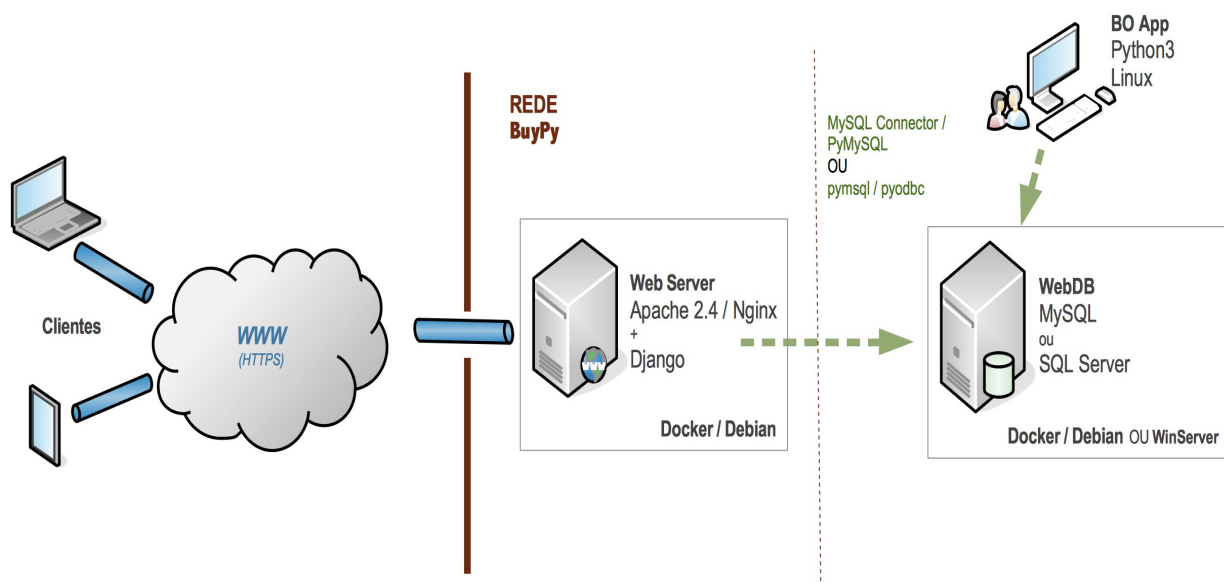 Clientes
WWW
(HTTPS)
REDE
BuyPy
Web Server
Apache 2.4 / Nginx
+
Django
Docker / Debian
MySQL Connector /
PyMySQL
OU
pymsql / pyodbc
BO App
Python3
Linux
WebDB
MySQL
ou
SQL Server
Docker / Debian OU WinServer